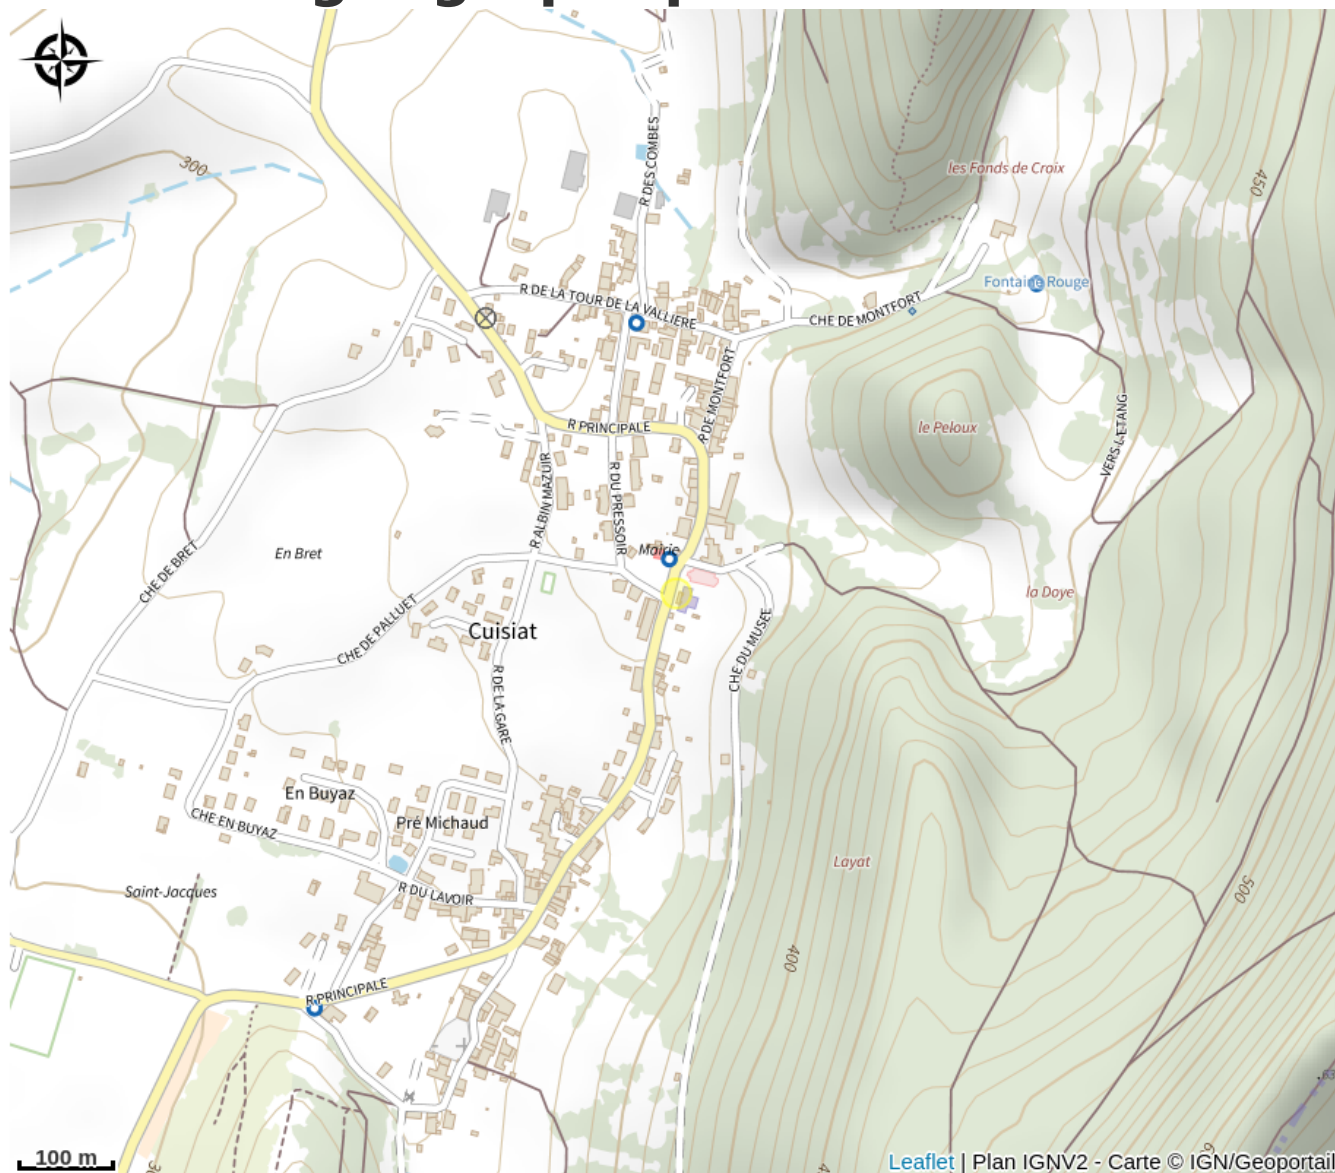 300
R DES COMBES
les Fonds de Croix
450
Fontaine Rouge
R DE LA TOUR DE LA VALLIERE
CHE DE MONTFORT
R DE MONTFORT
VERS L'ETANG
R PRINCIPALE
le Peloux
R ALBIN MAZUIR
R DU PRESSOIR
Mairie
En Bret
CHE DE BRET
la Doye
CHE DE PALLUET
Cuisiat
CHE DU MUSEE
R DE LA GARE
En Buyaz
CHE EN BUYAZ
Pré Michaud
Layat
Saint-Jacques
R DU LAVOIR
500
400
R PRINCIPALE
100 m
Leaflet | Plan IGNV2 - Carte © IGN/Geoportail